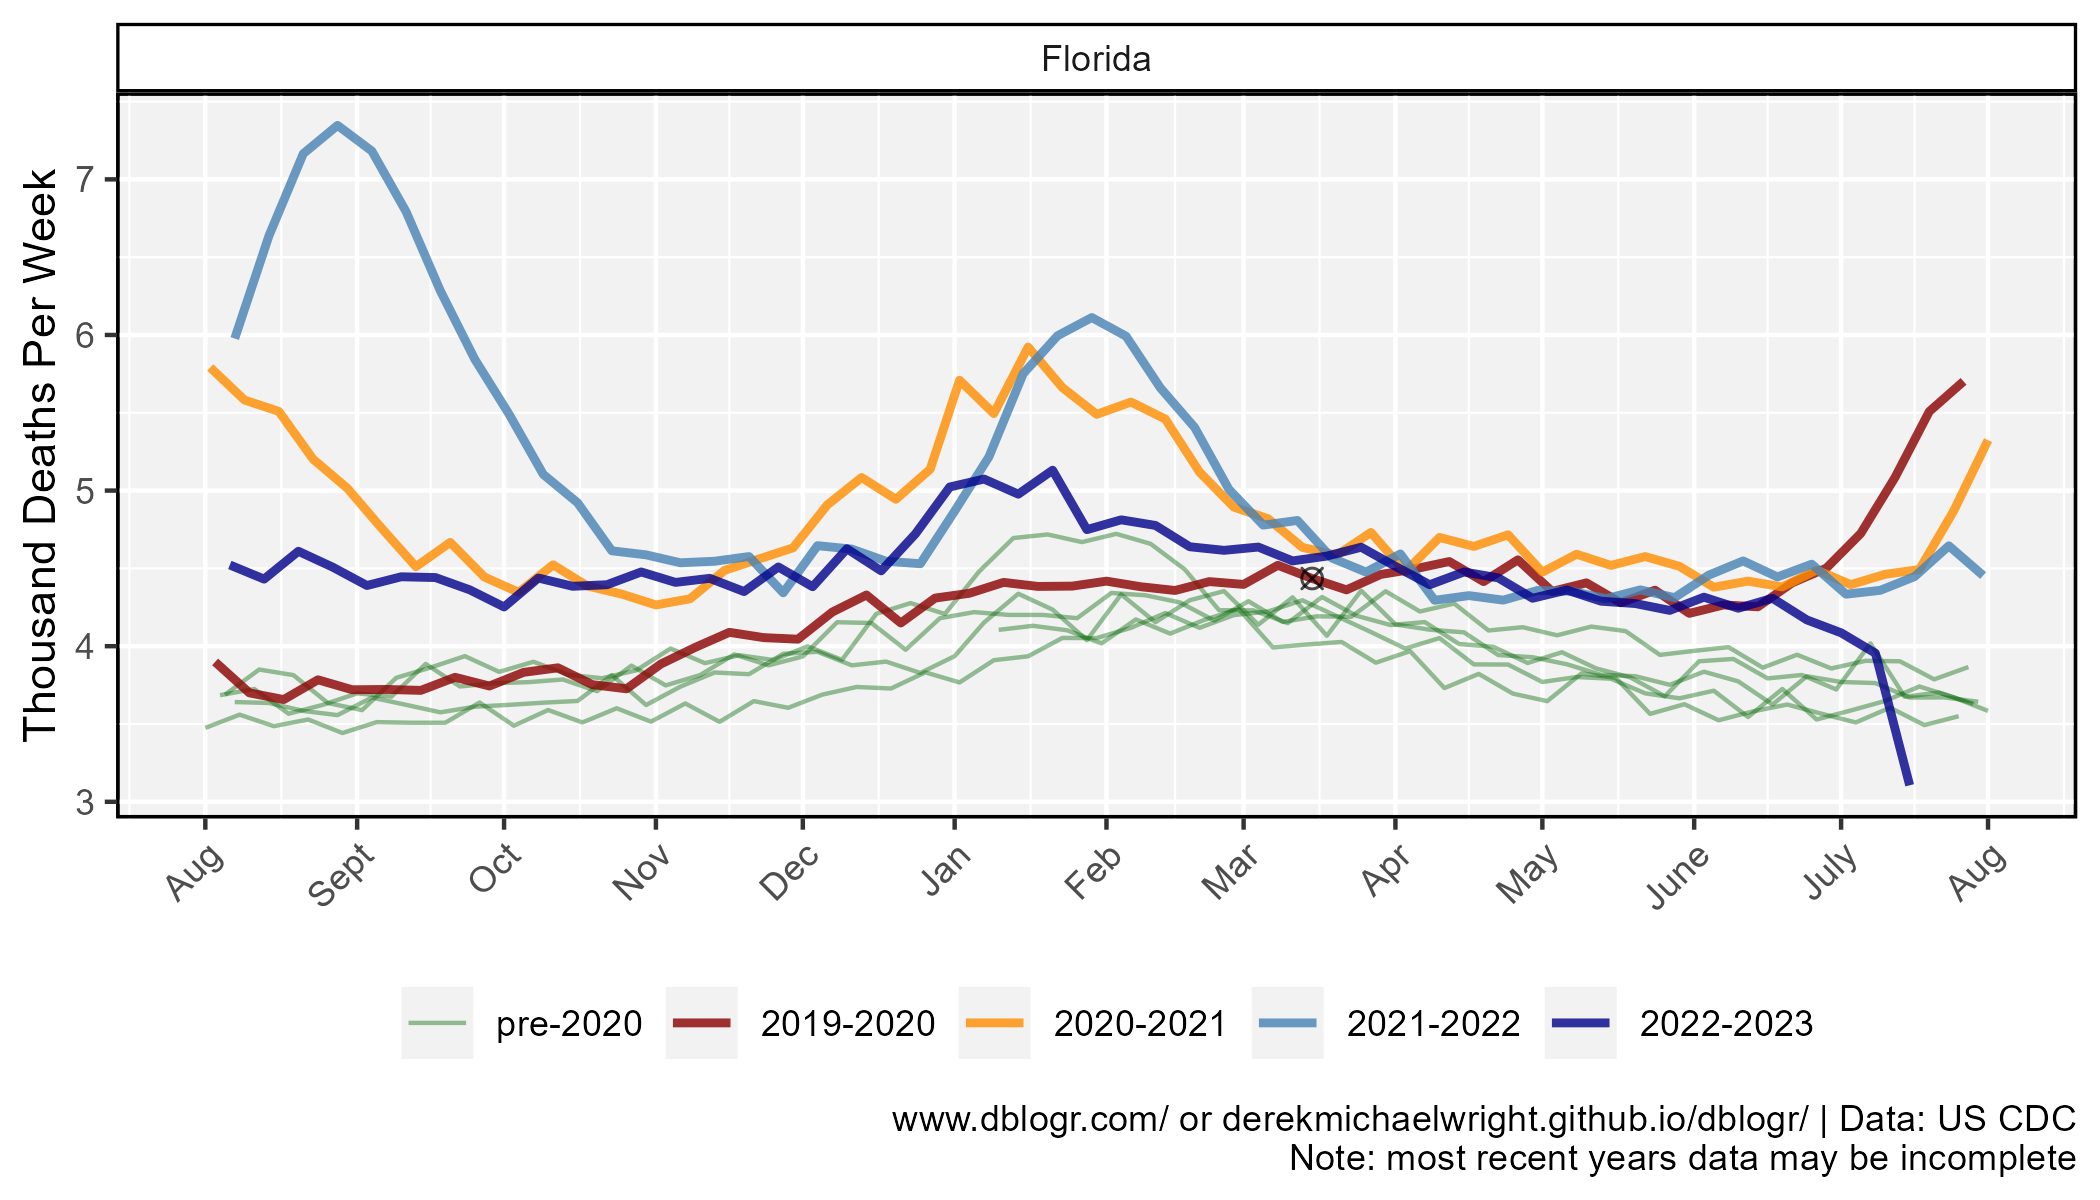 Florida
Thousand Deaths Per Week
7
6
5
4
3
Aug
Sept
Oct
Nov
Dec
Jan
Feb
Mar
Apr
May
June
July
Aug
pre-2020
2019-2020
2020-2021
2021-2022
2022-2023
www.dblogr.com/ or derekmichaelwright.github.io/dblogr/ | Data: US CDC
Note: most recent years data may be incomplete